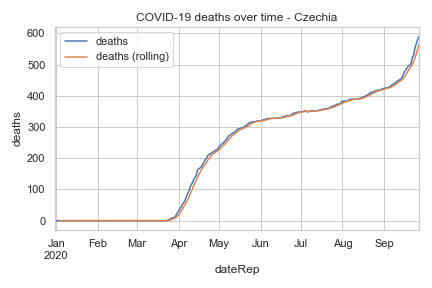 COVID-19 deaths over time - Czechia
deaths
deaths (rolling)
600
500
400
300
200
100
0
deaths
Jan Feb Mar Apr May Jun Jul Aug Sep
2020
dateRep